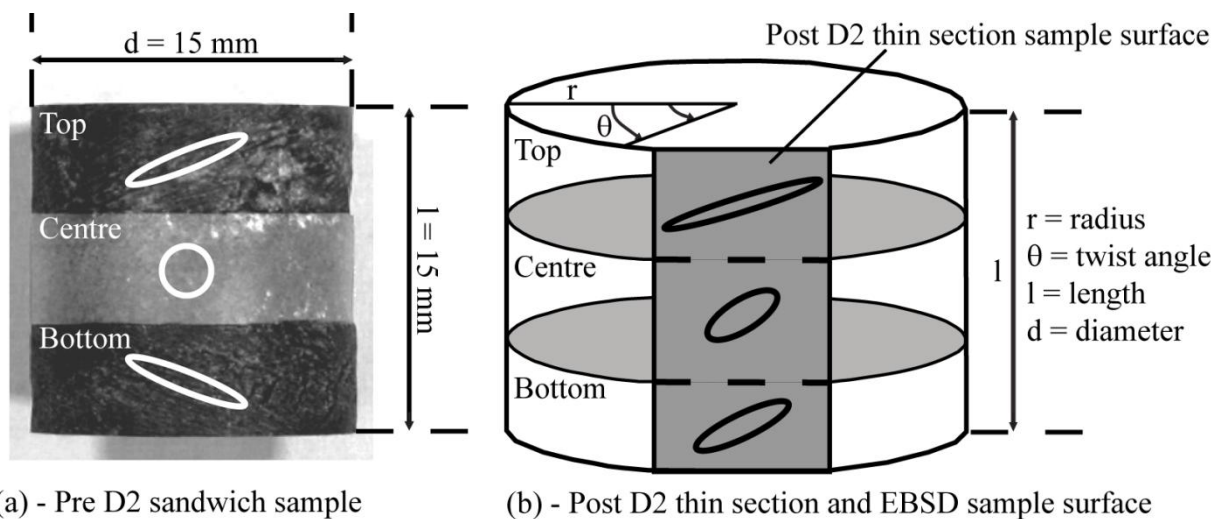 d = 15 mm
Top
Centre
Bottom
l = 15 mm
(a) - Pre D2 sandwich sample
Post D2 thin section sample surface
r
θ
Top
Centre
Bottom
l
r = radius
θ = twist angle
l = length
d = diameter
(b) - Post D2 thin section and EBSD sample surface